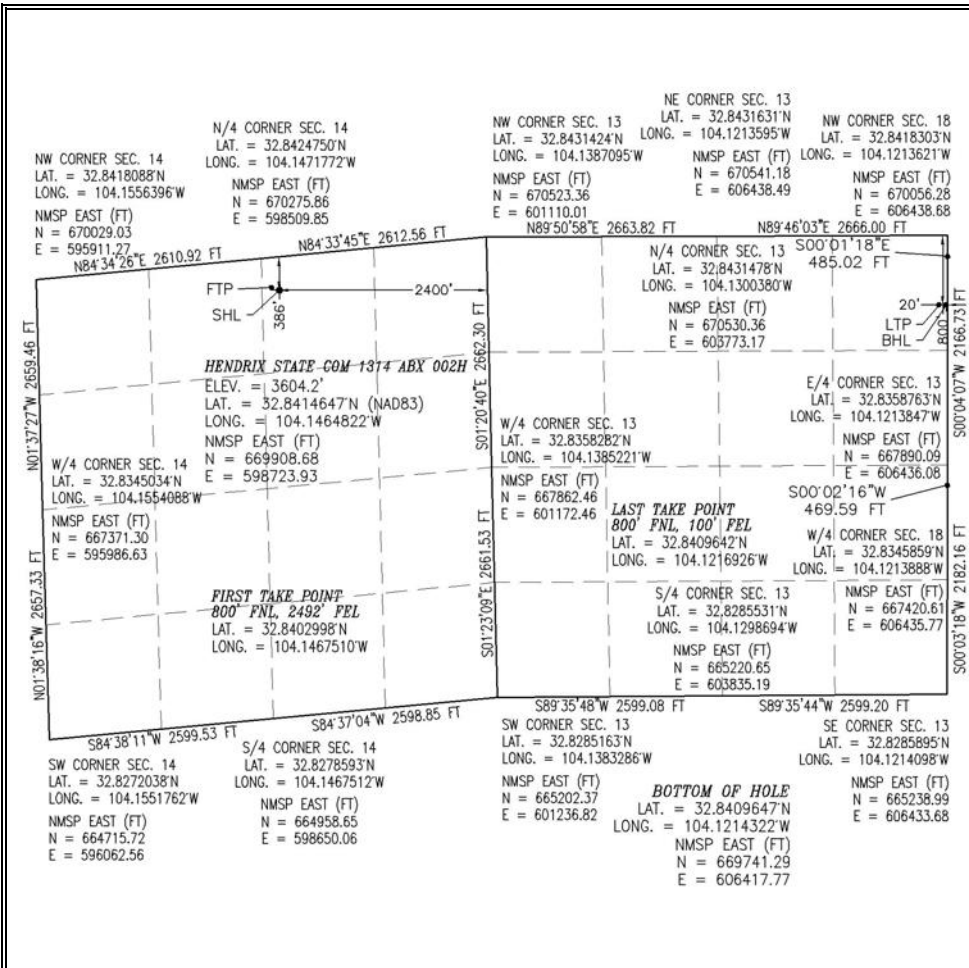 NW CORNER SEC. 14
LAT. = 32.8418088'N
LONG. = 104.1556396'W
NMSP EAST (FT)
N = 670029.03
E = 595911.27
N/4 CORNER SEC. 14
LAT. = 32.8424750'N
LONG. = 104.1471772'W
NMSP EAST (FT)
N = 670275.86
E = 598509.85
NW CORNER SEC. 13
LAT. = 32.8431424'N
LONG. = 104.1387095'W
NMSP EAST (FT)
N = 670523.36
E = 601110.01
NE CORNER SEC. 13
LAT. = 32.8431631'N
LONG. = 104.1213595'W
NMSP EAST (FT)
N = 670541.18
E = 606438.49
NW CORNER SEC. 18
LAT. = 32.8418303'N
LONG. = 104.1213621'W
NMSP EAST (FT)
N = 670056.28
E = 606438.68
N84°34'26"E 2610.92 FT
N84°33'45"E 2612.56 FT
N89°50'58"E 2663.82 FT
N89°46'03"E 2666.00 FT
S00°01'18"E
485.02 FT
FTP
SHL
386'
2400'
N/4 CORNER SEC. 13
LAT. = 32.8431478'N
LONG. = 104.1300380'W
NMSP EAST (FT)
N = 670530.36
E = 603773.17
20'
LTP
BHL
800'
N01°37'27"W 2659.46 FT
S01°20'40"E 2662.30 FT
S00°04'07"W 2166.73 FT
HENDRIX STATE COM 1314 ABX 002H
ELEV. = 3604.2'
LAT. = 32.8414647'N (NAD83)
LONG. = 104.1464822'W
NMSP EAST (FT)
N = 669908.68
E = 598723.93
E/4 CORNER SEC. 13
LAT. = 32.8358763'N
LONG. = 104.1213847'W
NMSP EAST (FT)
N = 667890.09
E = 606436.08
W/4 CORNER SEC. 14
LAT. = 32.8345034'N
LONG. = 104.1554088'W
NMSP EAST (FT)
N = 667371.30
E = 595986.63
W/4 CORNER SEC. 13
LAT. = 32.8358282'N
LONG. = 104.1385221'W
NMSP EAST (FT)
N = 667862.46
E = 601172.46
S00°02'16"W
469.59 FT
LAST TAKE POINT
800' FNL, 100' FEL
LAT. = 32.8409642'N
LONG. = 104.1216926'W
W/4 CORNER SEC. 18
LAT. = 32.8345859'N
LONG. = 104.1213888'W
NMSP EAST (FT)
N = 667420.61
E = 606435.77
N01°38'16"W 2657.33 FT
S01°23'09"E 2661.53 FT
S00°03'18"W 2182.16 FT
FIRST TAKE POINT
800' FNL, 2492' FEL
LAT. = 32.8402998'N
LONG. = 104.1467510'W
S/4 CORNER SEC. 13
LAT. = 32.8285531'N
LONG. = 104.1298694'W
NMSP EAST (FT)
N = 665220.65
E = 603835.19
S84°38'11"W 2599.53 FT
S84°37'04"W 2598.85 FT
S89°35'48"W 2599.08 FT
S89°35'44"W 2599.20 FT
SW CORNER SEC. 14
LAT. = 32.8272038'N
LONG. = 104.1551762'W
NMSP EAST (FT)
N = 664715.72
E = 596062.56
S/4 CORNER SEC. 14
LAT. = 32.8278593'N
LONG. = 104.1467512'W
NMSP EAST (FT)
N = 664958.65
E = 598650.06
SW CORNER SEC. 13
LAT. = 32.8285163'N
LONG. = 104.1383286'W
NMSP EAST (FT)
N = 665202.37
E = 601236.82
BOTTOM OF HOLE
LAT. = 32.8409647'N
LONG. = 104.1214322'W
NMSP EAST (FT)
N = 669741.29
E = 606417.77
SE CORNER SEC. 13
LAT. = 32.8285895'N
LONG. = 104.1214098'W
NMSP EAST (FT)
N = 665238.99
E = 606433.68